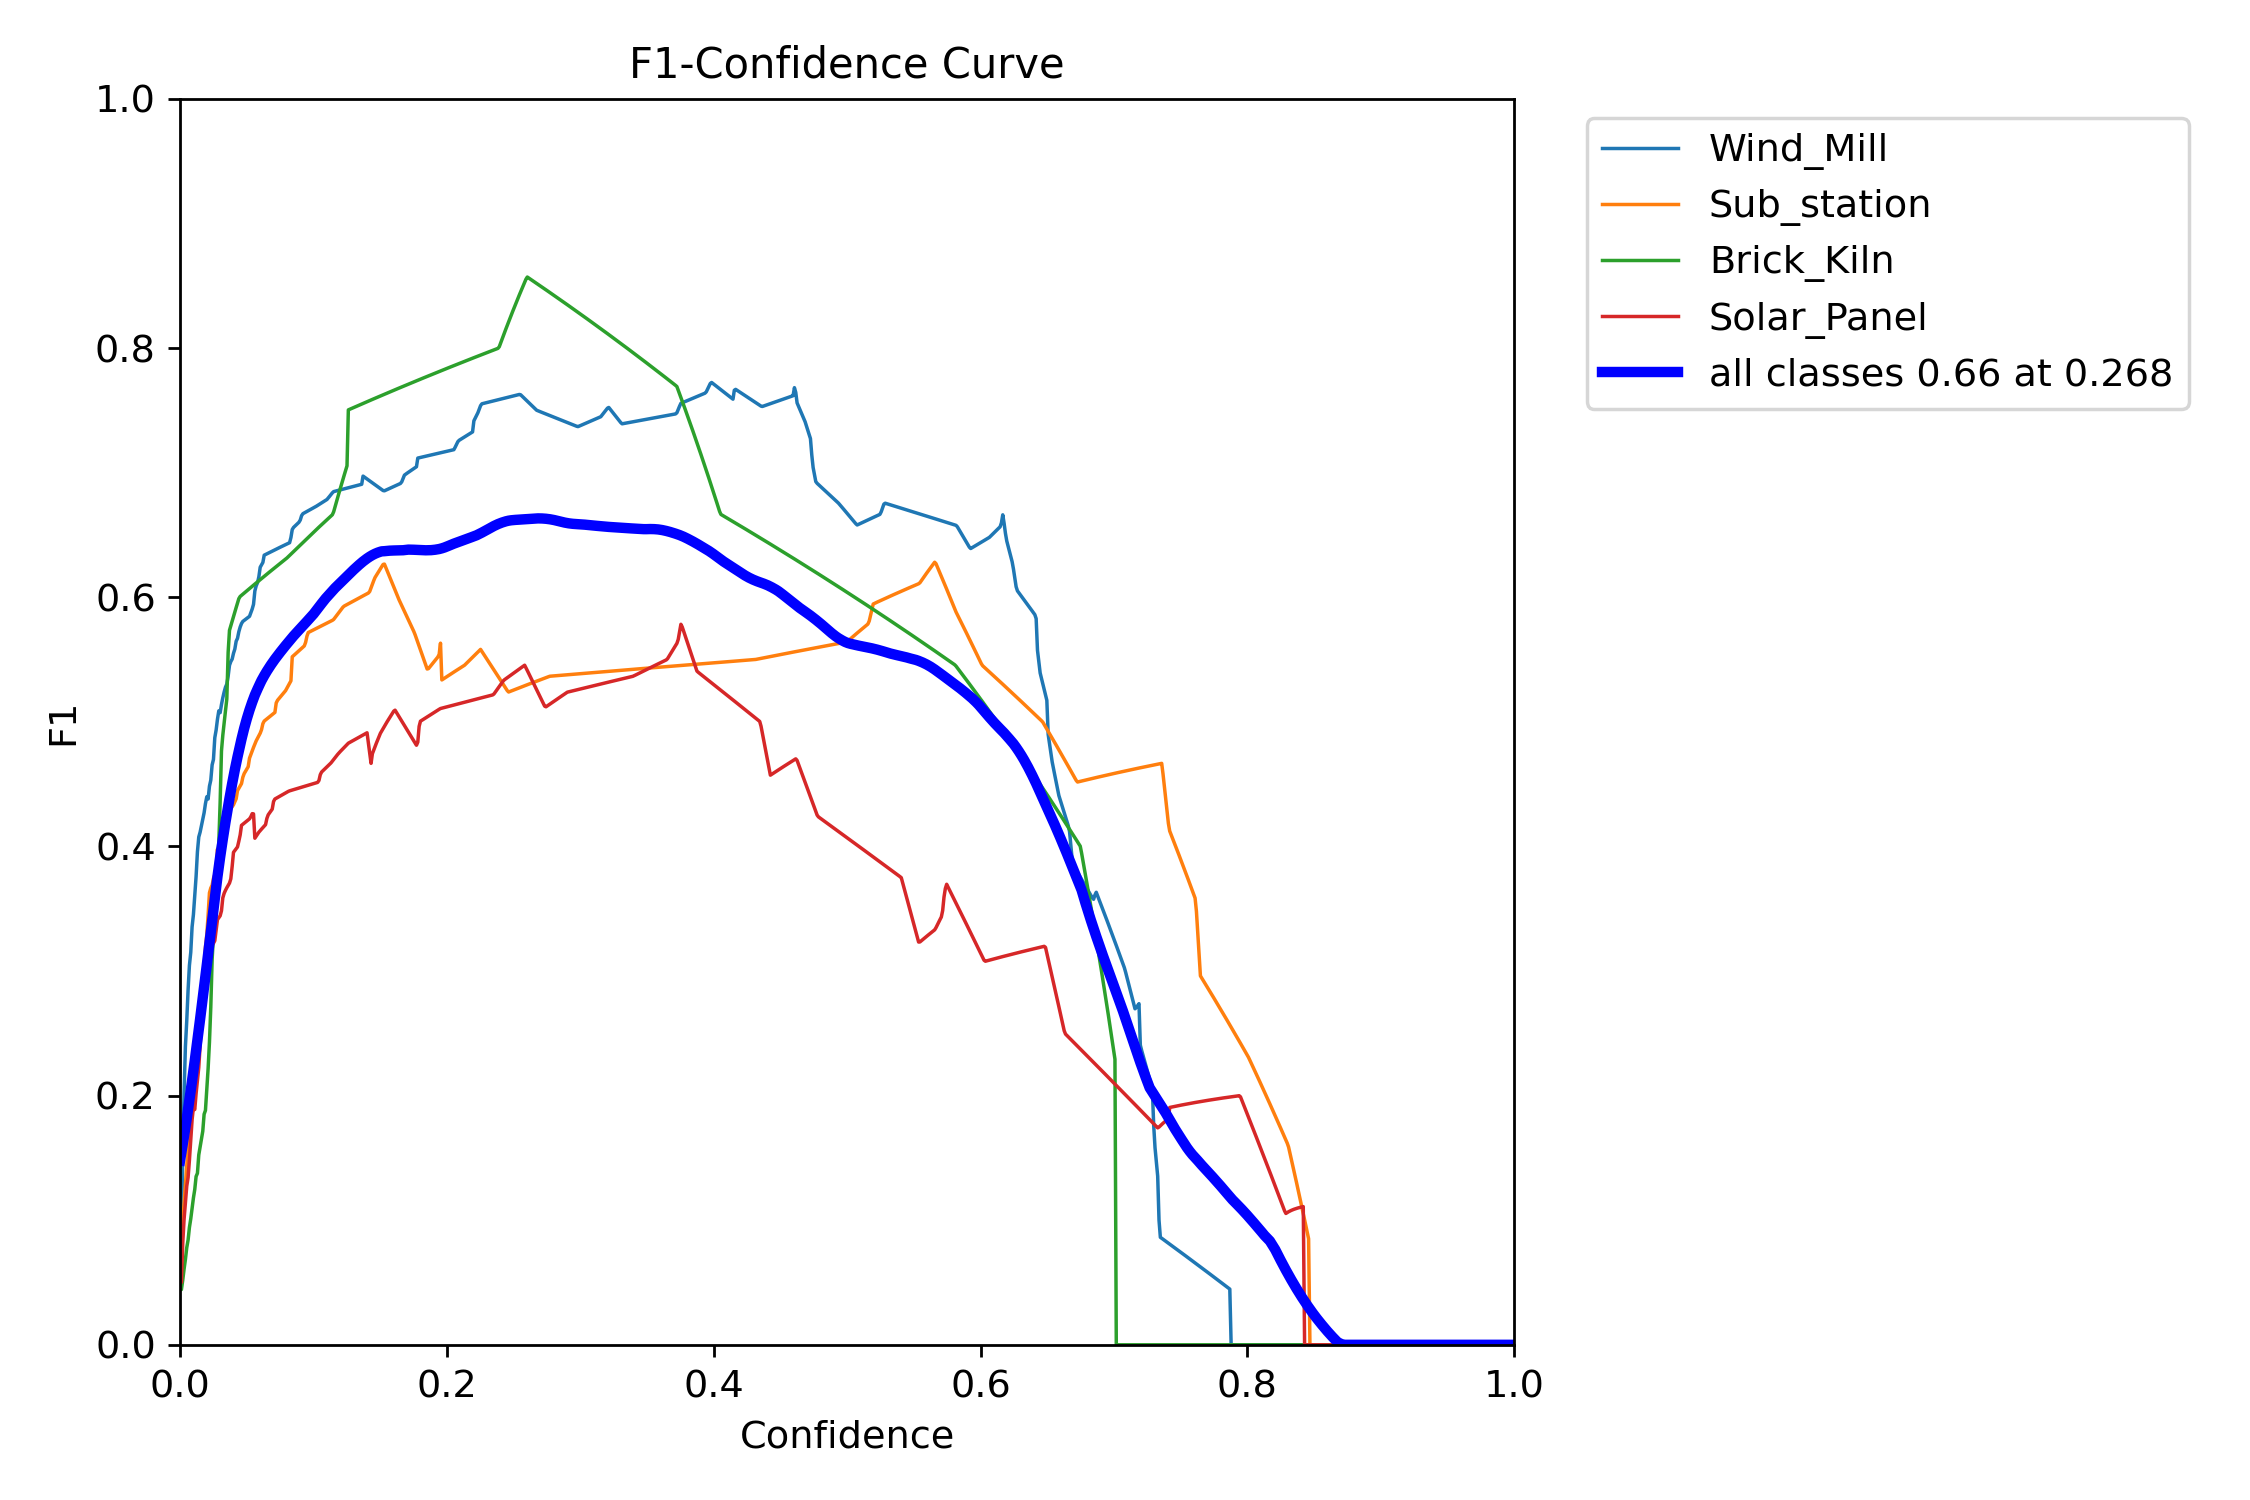 F1-Confidence Curve
1.0
0.8
0.6
0.4
0.2
0.0
F1
0.0 0.2 0.4 0.6 0.8 1.0
Confidence
Wind_Mill
Sub_station
Brick_Kiln
Solar_Panel
all classes 0.66 at 0.268